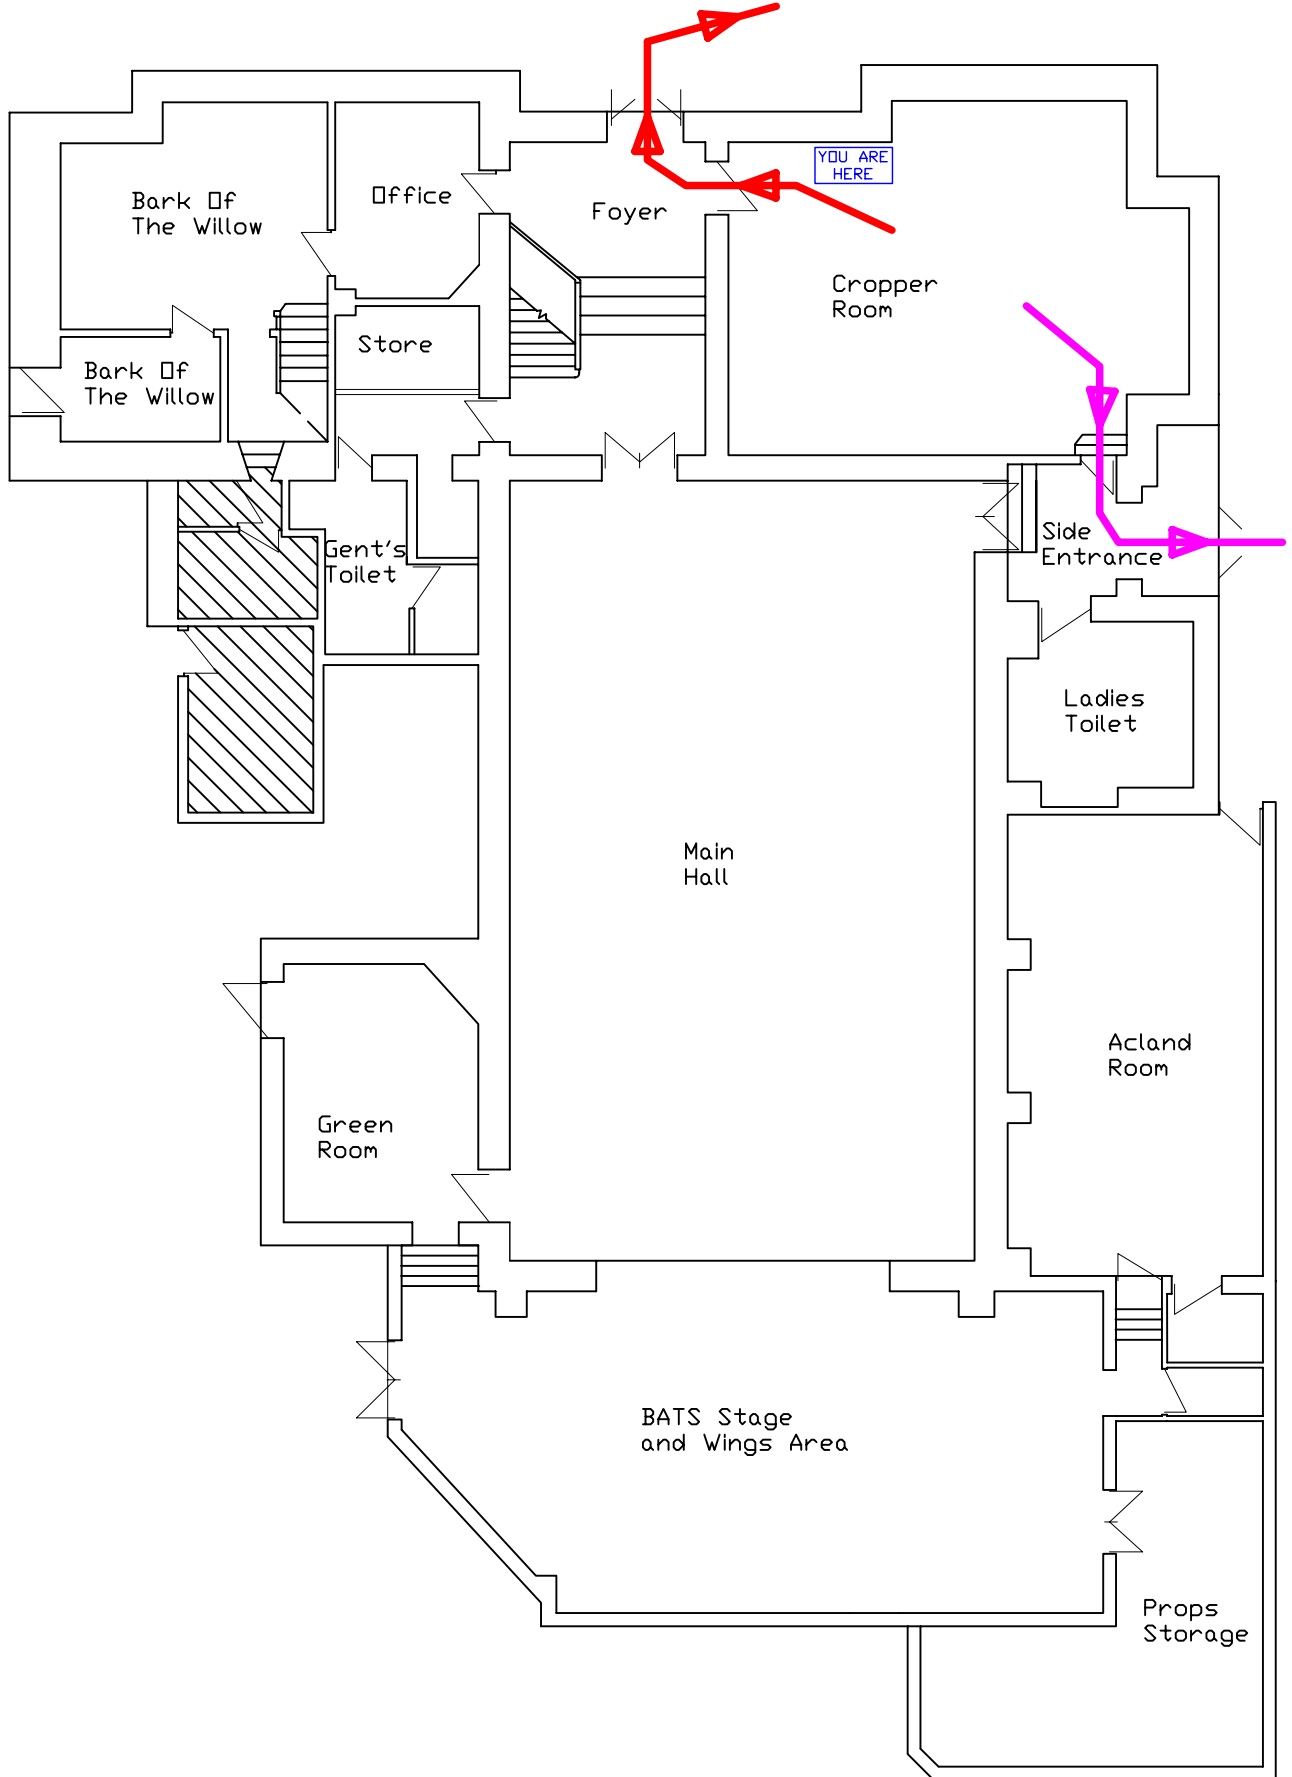 YOU ARE
HERE
Bark Of
The Willow
Office
Foyer
Cropper
Room
Store
Bark Of
The Willow
Side
Entrance
Gent's
Toilet
Ladies
Toilet
Main
Hall
Acland
Room
Green
Room
BATS Stage
and Wings Area
Props
Storage